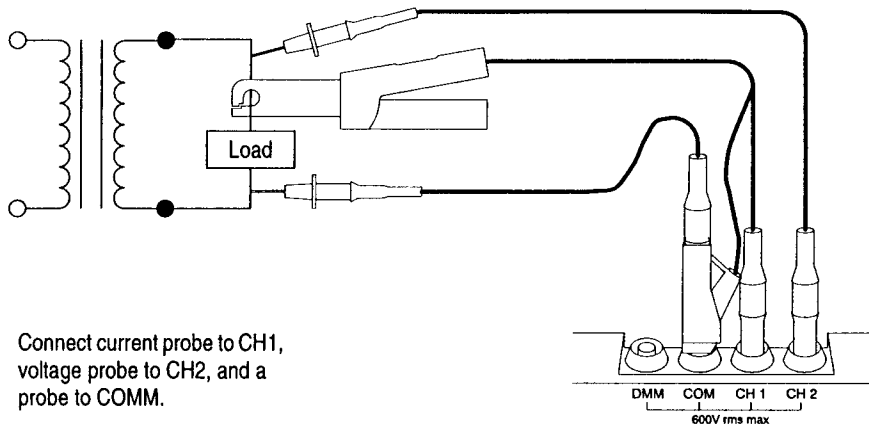 Load
Connect current probe to CH1,
voltage probe to CH2, and a
probe to COMM.
DMM COM CH 1 CH 2
600V rms max